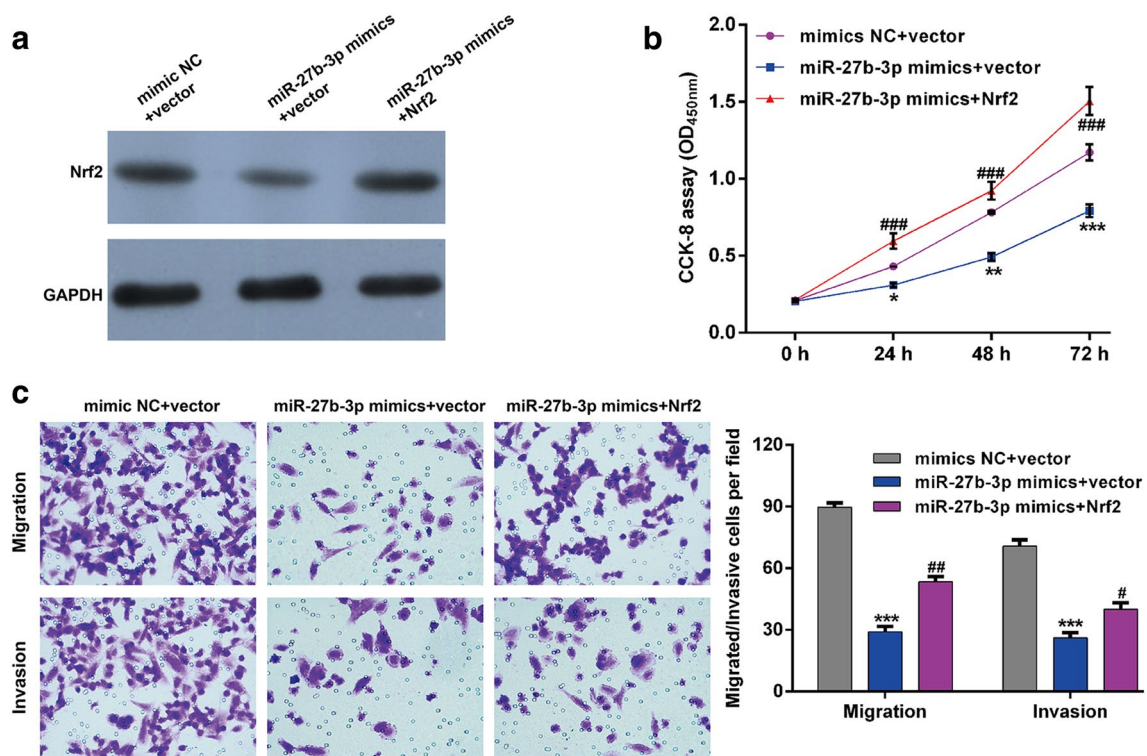 a
mimic NC
+vector
miR-27b-3p mimics
+vector
miR-27b-3p mimics
+Nrf2
Nrf2
GAPDH
b
CCK-8 assay (OD450nm)
2.0
1.5
1.0
0.5
0.0
mimics NC+vector
miR-27b-3p mimics+vector
miR-27b-3p mimics+Nrf2
###
###
###
*
**
***
0 h
24 h
48 h
72 h
c
mimic NC+vector
miR-27b-3p mimics+vector
miR-27b-3p mimics+Nrf2
Migration
Invasion
Migrated/Invasive cells per field
120
90
60
30
0
mimics NC+vector
miR-27b-3p mimics+vector
miR-27b-3p mimics+Nrf2
***
##
***
#
Migration
Invasion